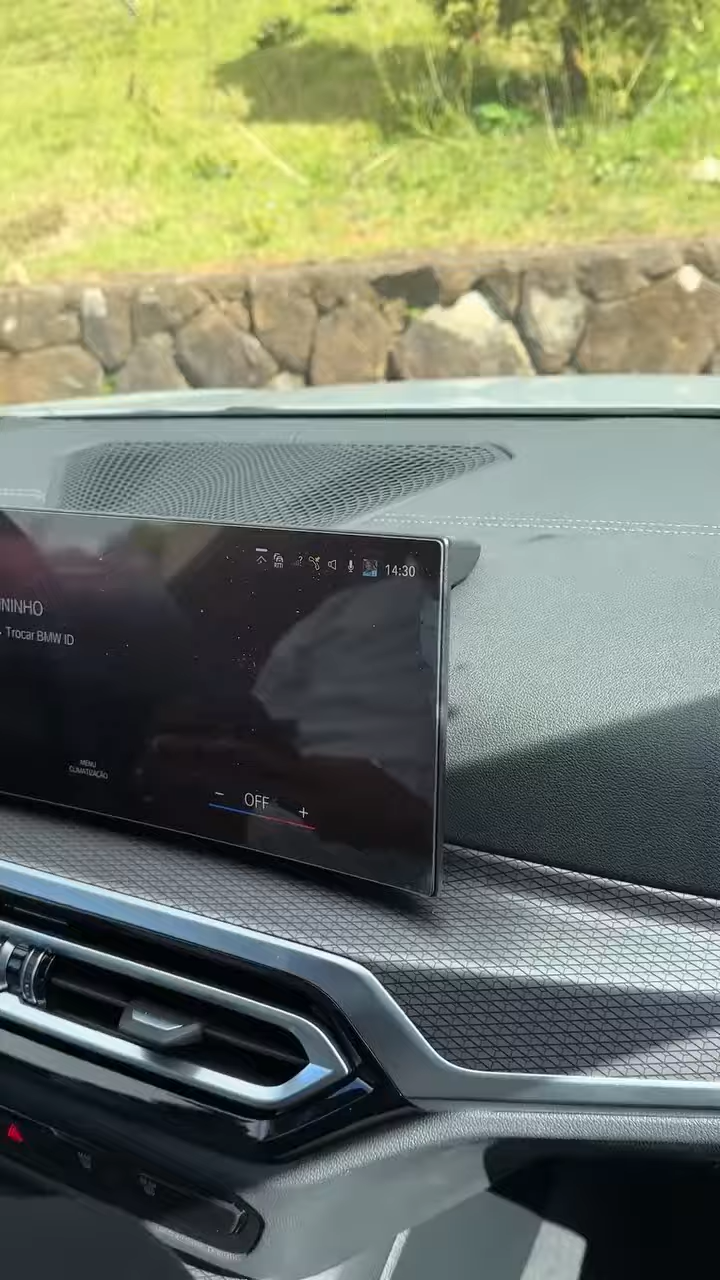 14:30
NINHO
Trocar BMW ID
MENU
CLIMATIZAÇÃO
− OFF +